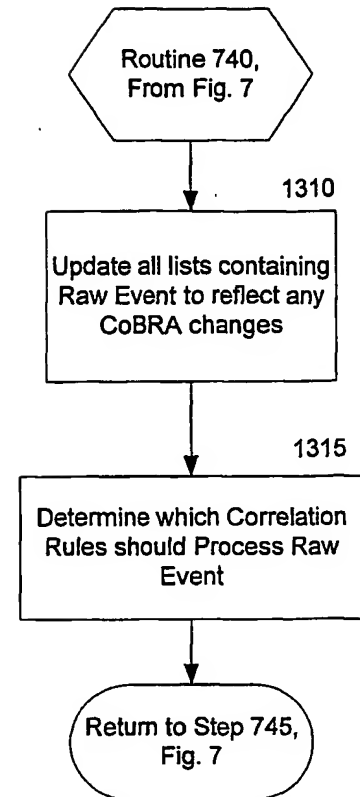 Routine 740,
From Fig. 7
1310
Update all lists containing
Raw Event to reflect any
CoBRA changes
1315
Determine which Correlation
Rules should Process Raw
Event
Return to Step 745,
Fig. 7